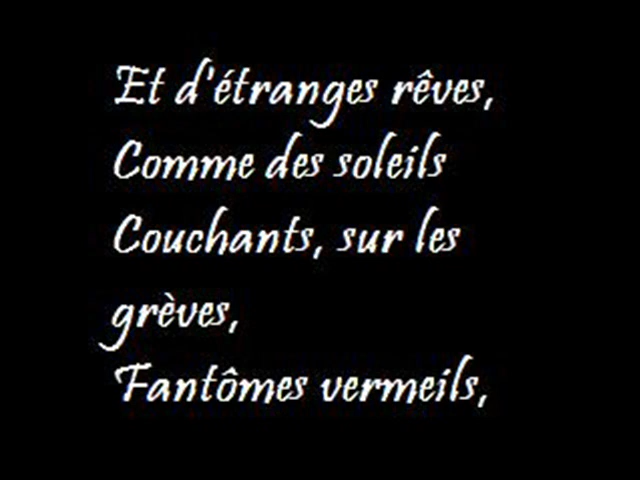 Et d'étranges rêves,
Comme des soleils
Couchants, sur les
grèves,
Fantômes vermeils,